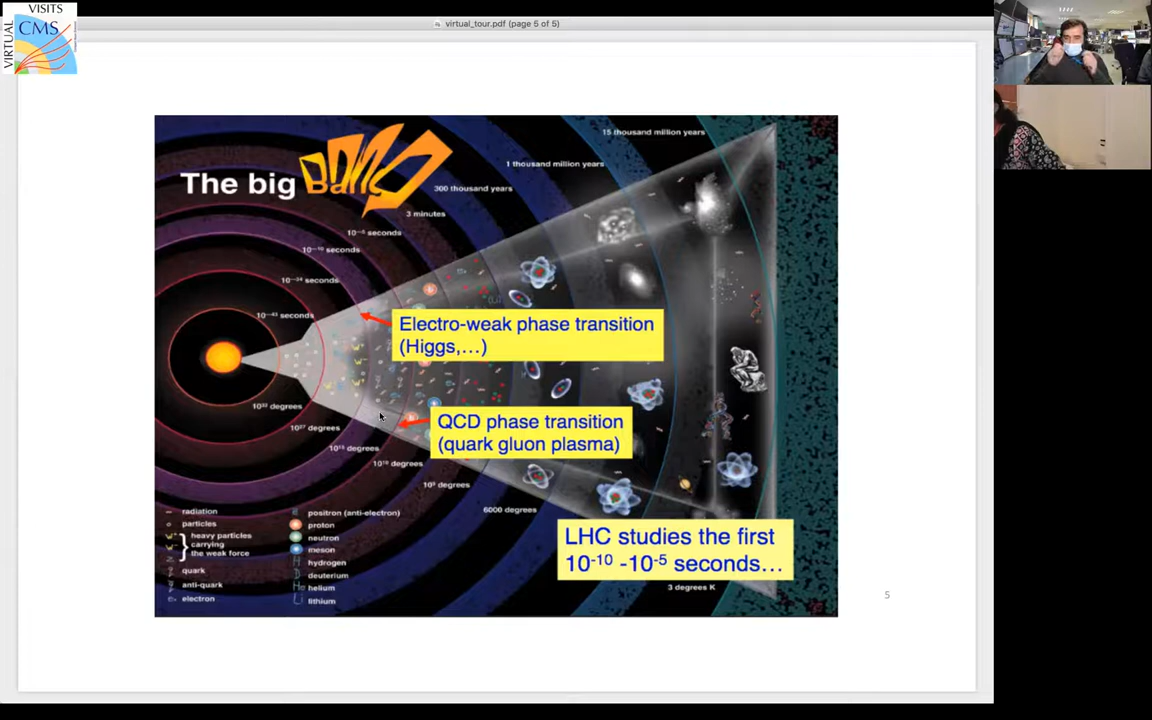 VISITS
VIRTUAL
CMS
virtual_tour.pdf (page 5 of 5)
The big BANG
15 thousand million years
1 thousand million years
300 thousand years
3 minutes
10⁻⁵ seconds
10⁻¹⁰ seconds
10⁻³⁴ seconds
10⁻⁴³ seconds
Electro-weak phase transition
(Higgs,...)
QCD phase transition
(quark gluon plasma)
10³² degrees
10²⁷ degrees
10¹⁵ degrees
10¹⁰ degrees
10⁹ degrees
6000 degrees
LHC studies the first
10⁻¹⁰ -10⁻⁵ seconds...
3 degrees K
radiation
particles
heavy particles
carrying
the weak force
quark
anti-quark
electron
positron (anti-electron)
proton
neutron
meson
H hydrogen
D deuterium
He helium
Li lithium
5